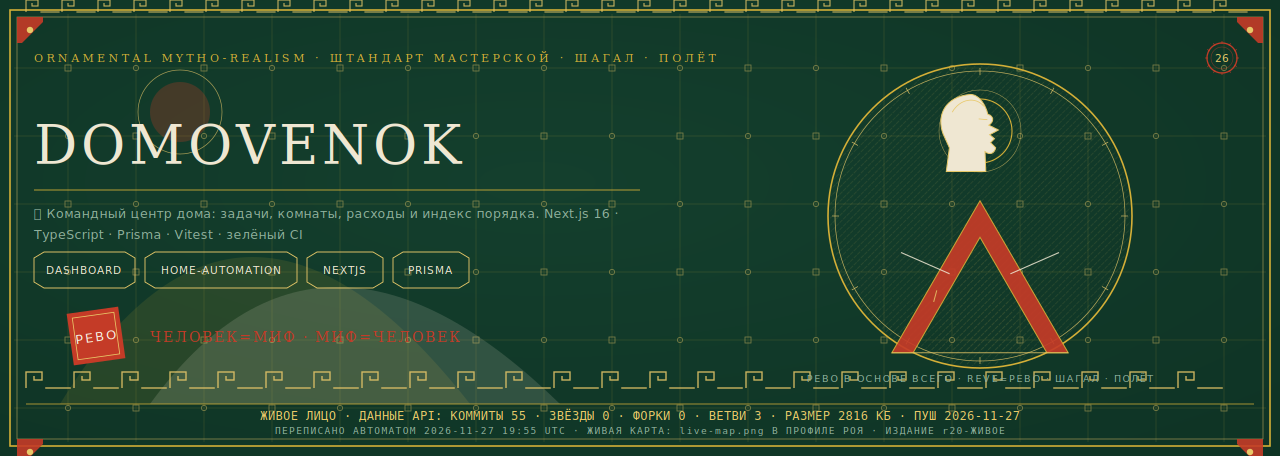 ORNAMENTAL MYTHO-REALISM · ШТАНДАРТ МАСТЕРСКОЙ · ШАГАЛ · ПОЛЁТ
26
DOMOVENOK
Командный центр дома: задачи, комнаты, расходы и индекс порядка. Next.js 16 ·
TypeScript · Prisma · Vitest · зелёный CI
DASHBOARD
HOME-AUTOMATION
NEXTJS
PRISMA
РЕВО
ЧЕЛОВЕК=МИФ · МИФ=ЧЕЛОВЕК
РЕВО В ОСНОВЕ ВСЕГО · REVE=РЕВО · ШАГАЛ · ПОЛЁТ
ЖИВОЕ ЛИЦО · ДАННЫЕ API: КОММИТЫ 55 · ЗВЁЗДЫ 0 · ФОРКИ 0 · ВЕТВИ 3 · РАЗМЕР 2816 КБ · ПУШ 2026-11-27
ПЕРЕПИСАНО АВТОМАТОМ 2026-11-27 19:55 UTC · ЖИВАЯ КАРТА: live-map.png В ПРОФИЛЕ РОЯ · ИЗДАНИЕ r20-ЖИВОЕ